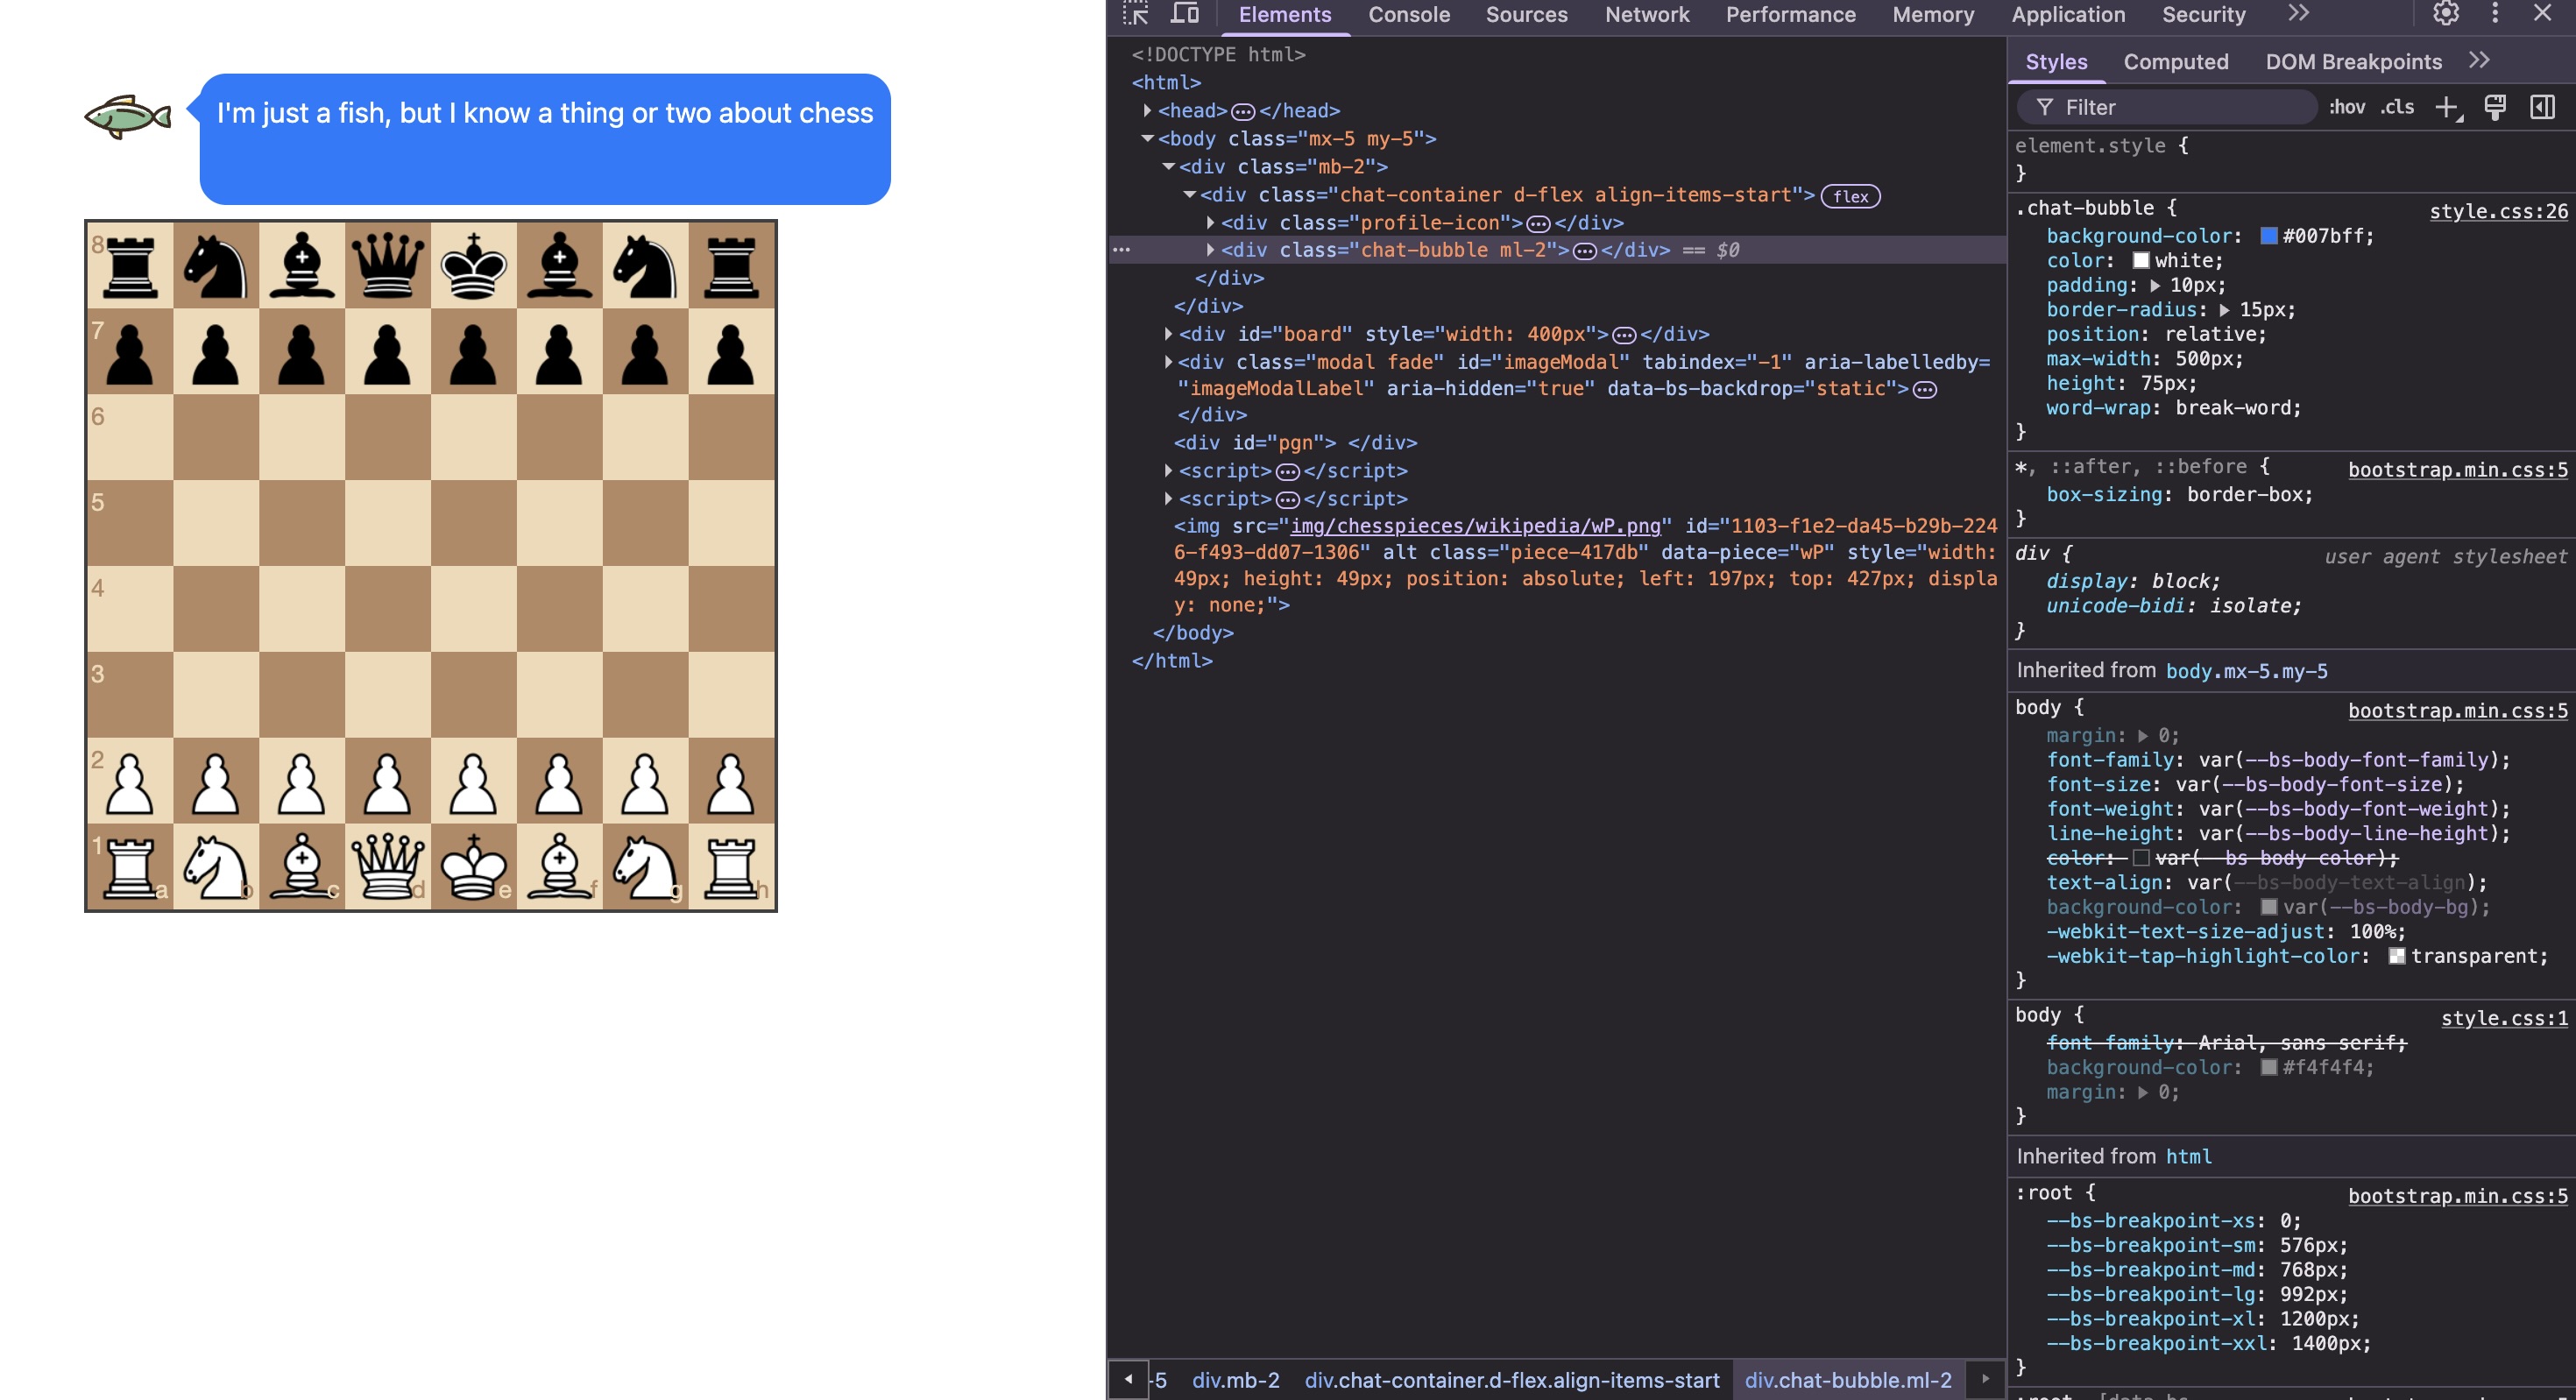 I'm just a fish, but I know a thing or two about chess
8
7
6
5
4
3
2
1
a b c d e f g h
Elements Console Sources Network Performance Memory Application Security
<!DOCTYPE html>
<html>
<head></head>
<body class="mx-5 my-5">
<div class="mb-2">
<div class="chat-container d-flex align-items-start"> flex
<div class="profile-icon"></div>
<div class="chat-bubble ml-2"></div> == $0
</div>
</div>
<div id="board" style="width: 400px"></div>
<div class="modal fade" id="imageModal" tabindex="-1" aria-labelledby=
"imageModalLabel" aria-hidden="true" data-bs-backdrop="static">
</div>
<div id="pgn"> </div>
<script></script>
<script></script>
<img src="img/chesspieces/wikipedia/wP.png" id="1103-f1e2-da45-b29b-224
6-f493-dd07-1306" alt class="piece-417db" data-piece="wP" style="width:
49px; height: 49px; position: absolute; left: 197px; top: 427px; displa
y: none;">
</body>
</html>
-5 div.mb-2 div.chat-container.d-flex.align-items-start div.chat-bubble.ml-2
Styles Computed DOM Breakpoints
Filter :hov .cls
element.style {
}
.chat-bubble { style.css:26
background-color: #007bff;
color: white;
padding: 10px;
border-radius: 15px;
position: relative;
max-width: 500px;
height: 75px;
word-wrap: break-word;
}
*, ::after, ::before { bootstrap.min.css:5
box-sizing: border-box;
}
div { user agent stylesheet
display: block;
unicode-bidi: isolate;
}
Inherited from body.mx-5.my-5
body { bootstrap.min.css:5
margin: 0;
font-family: var(--bs-body-font-family);
font-size: var(--bs-body-font-size);
font-weight: var(--bs-body-font-weight);
line-height: var(--bs-body-line-height);
color: var(--bs-body-color);
text-align: var(--bs-body-text-align);
background-color: var(--bs-body-bg);
-webkit-text-size-adjust: 100%;
-webkit-tap-highlight-color: transparent;
}
body { style.css:1
font-family: Arial, sans-serif;
background-color: #f4f4f4;
margin: 0;
}
Inherited from html
:root { bootstrap.min.css:5
--bs-breakpoint-xs: 0;
--bs-breakpoint-sm: 576px;
--bs-breakpoint-md: 768px;
--bs-breakpoint-lg: 992px;
--bs-breakpoint-xl: 1200px;
--bs-breakpoint-xxl: 1400px;
}